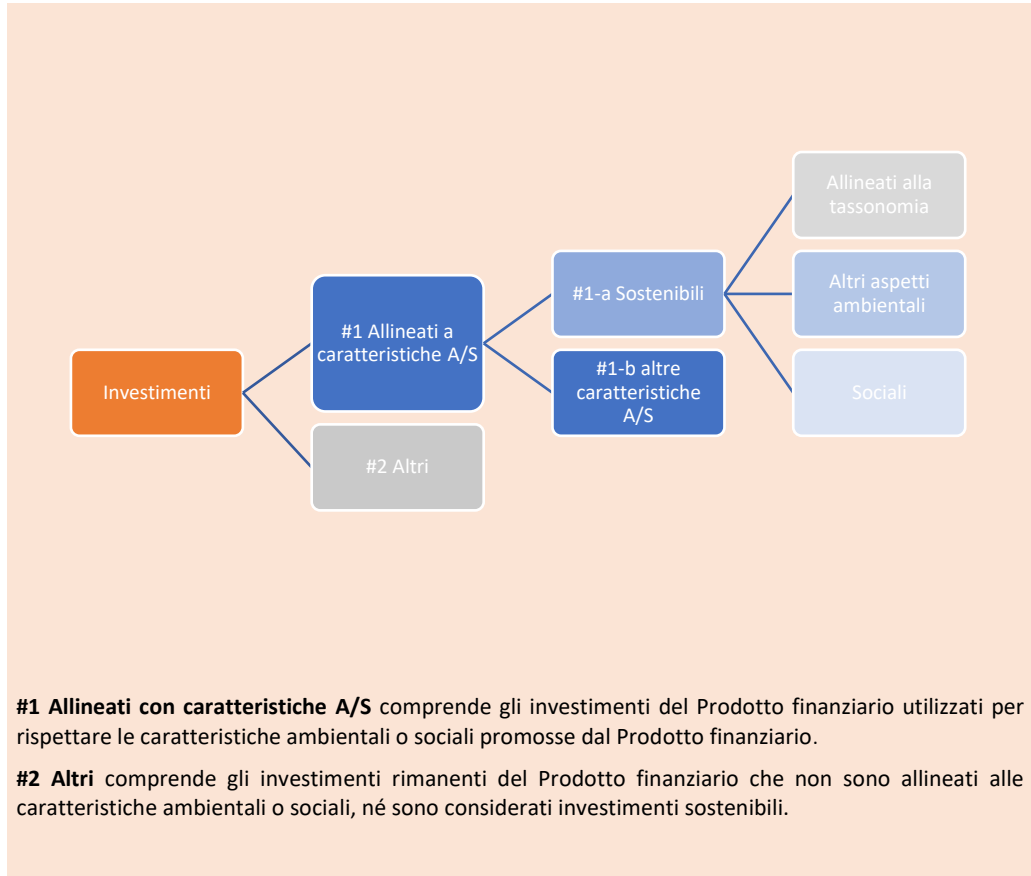 Investimenti
#1 Allineati a
caratteristiche A/S
#2 Altri
#1-a Sostenibili
#1-b altre
caratteristiche
A/S
Allineati alla
tassonomia
Altri aspetti
ambientali
Sociali
#1 Allineati con caratteristiche A/S comprende gli investimenti del Prodotto finanziario utilizzati per
rispettare le caratteristiche ambientali o sociali promosse dal Prodotto finanziario.
#2 Altri comprende gli investimenti rimanenti del Prodotto finanziario che non sono allineati alle
caratteristiche ambientali o sociali, né sono considerati investimenti sostenibili.